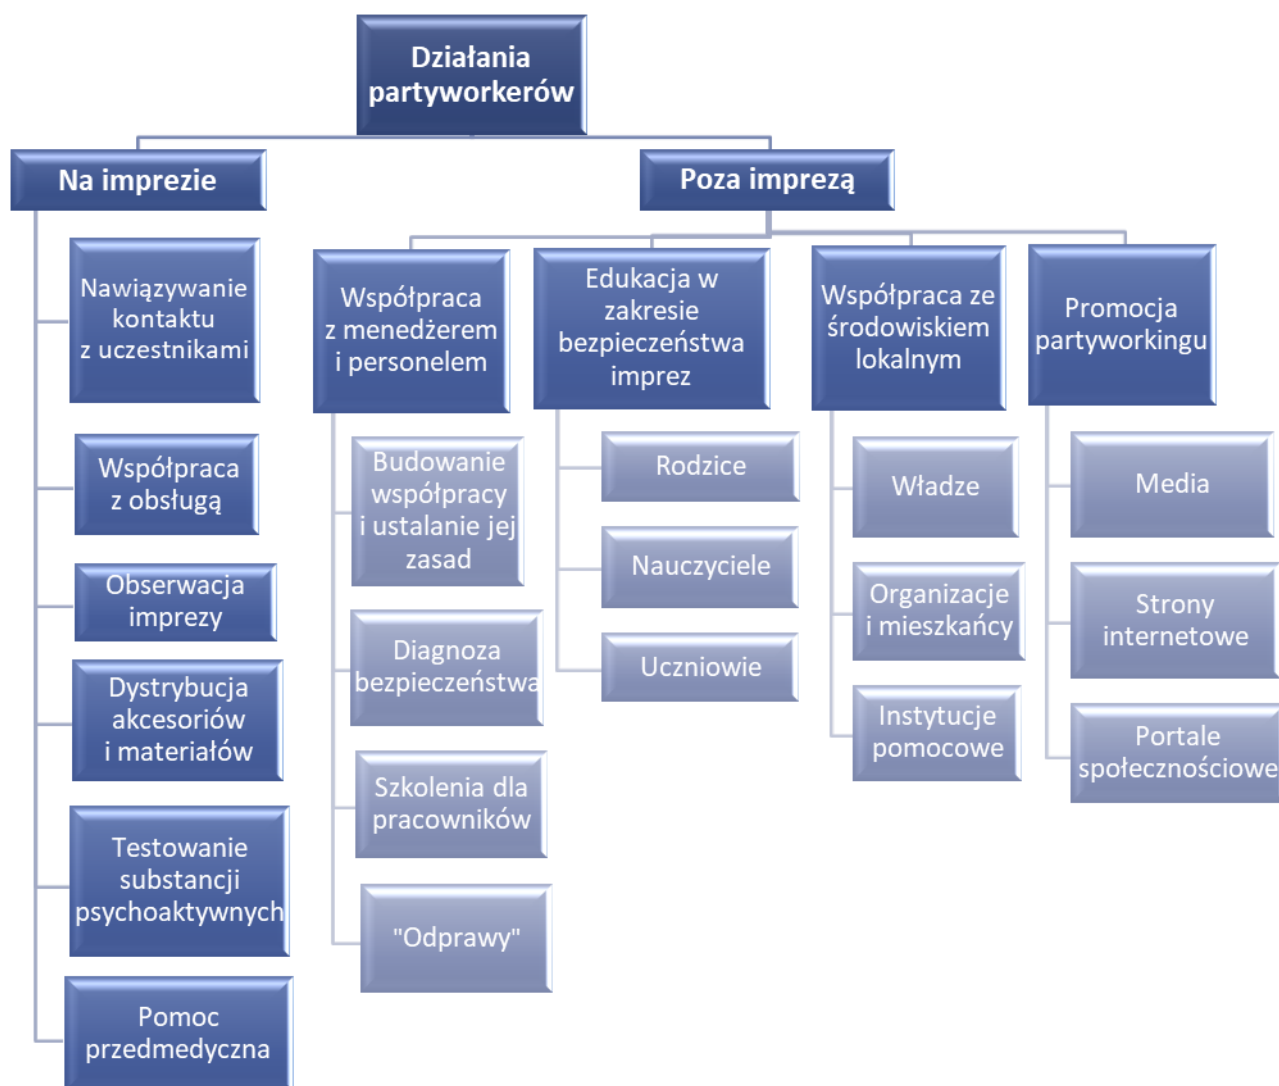 Działania
partyworkerów
Na imprezie
Nawiązywanie
kontaktu
z uczestnikami
Współpraca
z obsługą
Obserwacja
imprezy
Dystrybucja
akcesoriów
i materiałów
Testowanie
substancji
psychoaktywnych
Pomoc
przedmedyczna
Poza imprezą
Współpraca
z menedżerem
i personelem
Budowanie
współpracy
i ustalanie jej
zasad
Diagnoza
bezpieczeństwa
Szkolenia dla
pracowników
"Odprawy"
Edukacja w
zakresie
bezpieczeństwa
imprez
Rodzice
Nauczyciele
Uczniowie
Współpraca ze
środowiskiem
lokalnym
Władze
Organizacje
i mieszkańcy
Instytucje
pomocowe
Promocja
partyworkingu
Media
Strony
internetowe
Portale
społecznościowe